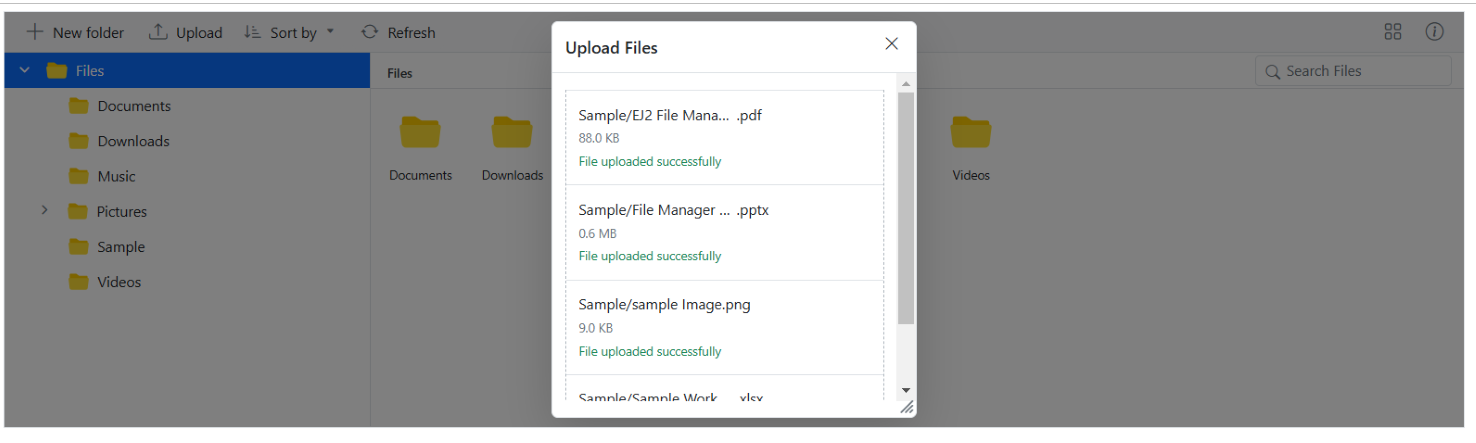 New folder Upload Sort by Refresh
Files
Documents
Downloads
Music
Pictures
Sample
Videos
Files
Search Files
Documents Downloads Videos
Upload Files
Sample/EJ2 File Mana... .pdf
88.0 KB
File uploaded successfully
Sample/File Manager ... .pptx
0.6 MB
File uploaded successfully
Sample/sample Image.png
9.0 KB
File uploaded successfully
Sample/Sample Work... .xlsx